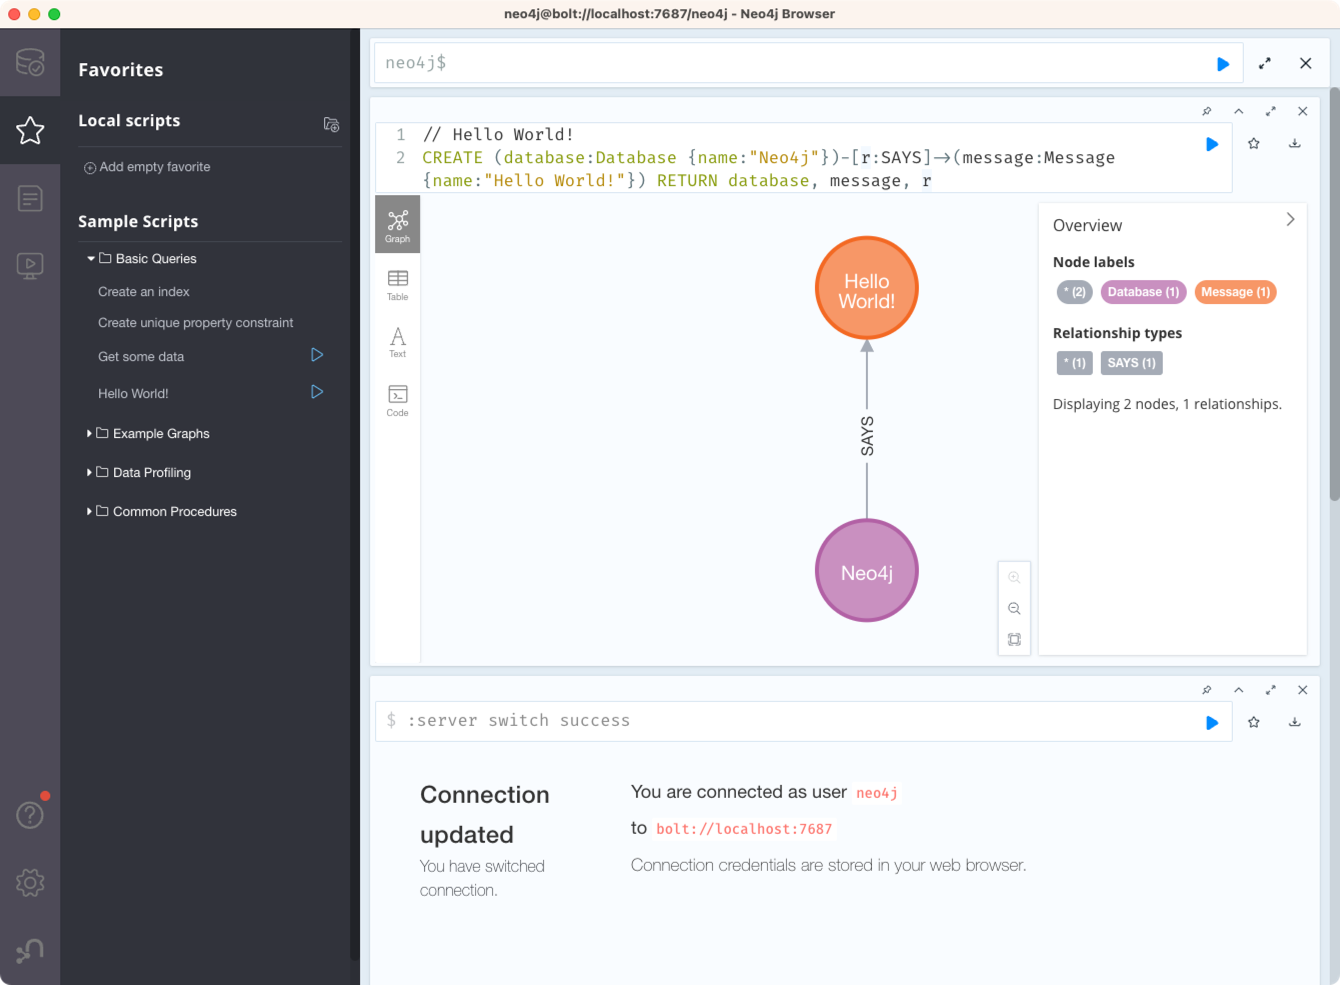 neo4j@bolt://localhost:7687/neo4j - Neo4j Browser
Favorites
Local scripts
Add empty favorite
Sample Scripts
Basic Queries
Create an index
Create unique property constraint
Get some data
Hello World!
Example Graphs
Data Profiling
Common Procedures
neo4j$
1 // Hello World!
2 CREATE (database:Database {name:"Neo4j"})-[r:SAYS]->(message:Message
{name:"Hello World!"}) RETURN database, message, r
Graph
Table
Text
Code
Hello
World!
SAYS
Neo4j
Overview
Node labels
* (2) Database (1) Message (1)
Relationship types
* (1) SAYS (1)
Displaying 2 nodes, 1 relationships.
$ :server switch success
Connection
updated
You have switched
connection.
You are connected as user neo4j
to bolt://localhost:7687
Connection credentials are stored in your web browser.